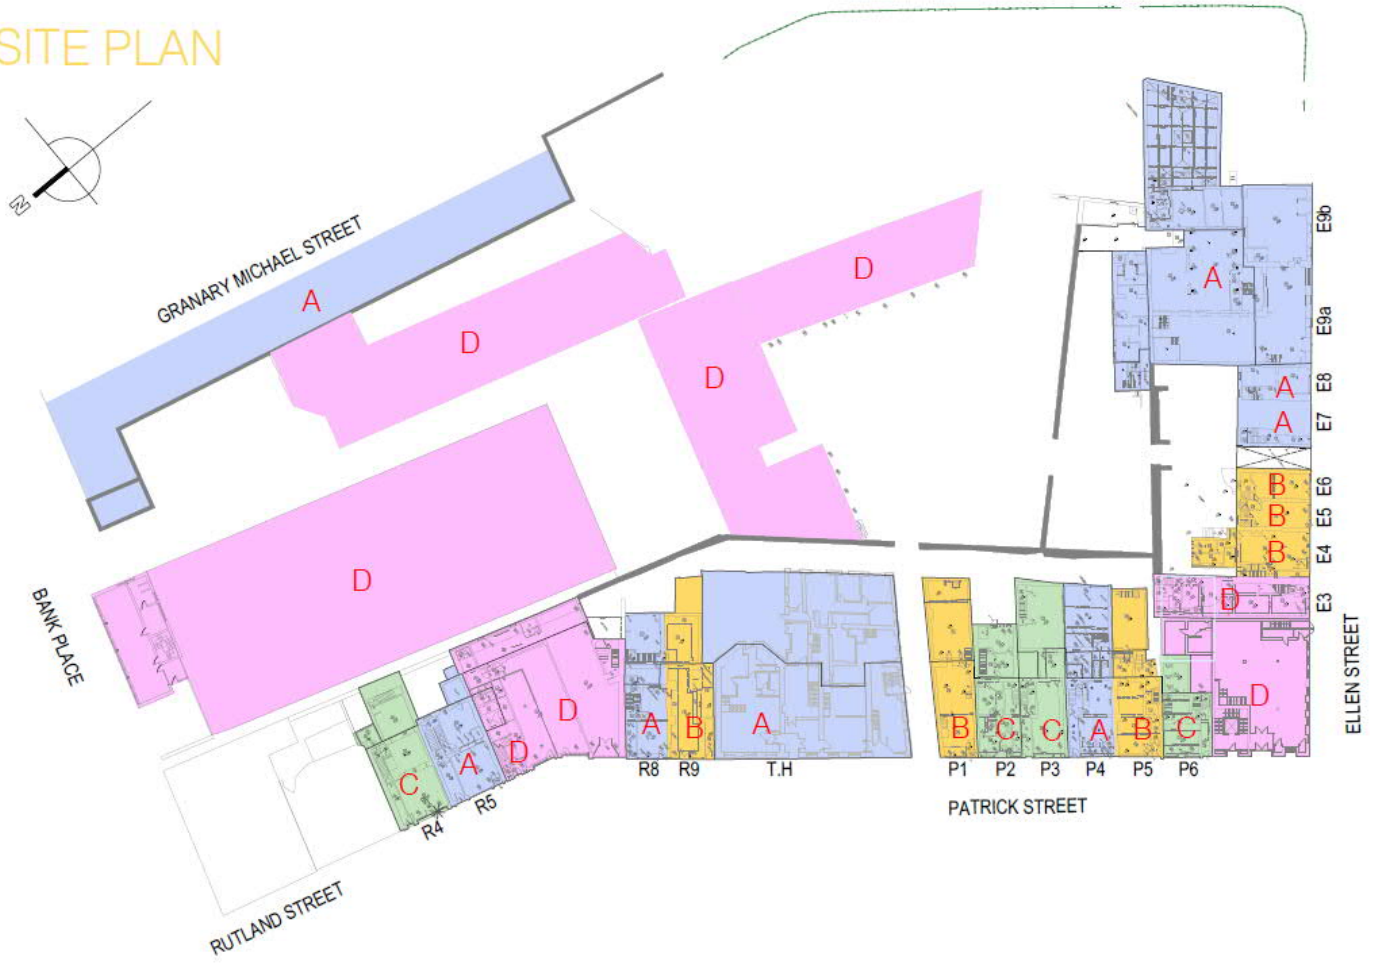 SITE PLAN
N
GRANARY MICHAEL STREET
A
D
D
D
D
BANK PLACE
E9b
A
E9a
A
E8
A
E7
B
E6
B
E5
B
E4
D
E3
ELLEN STREET
C
A
D
D
A
B
A
B
C
C
A
B
C
D
R4
R5
R8
R9
T.H
P1
P2
P3
P4
P5
P6
PATRICK STREET
RUTLAND STREET